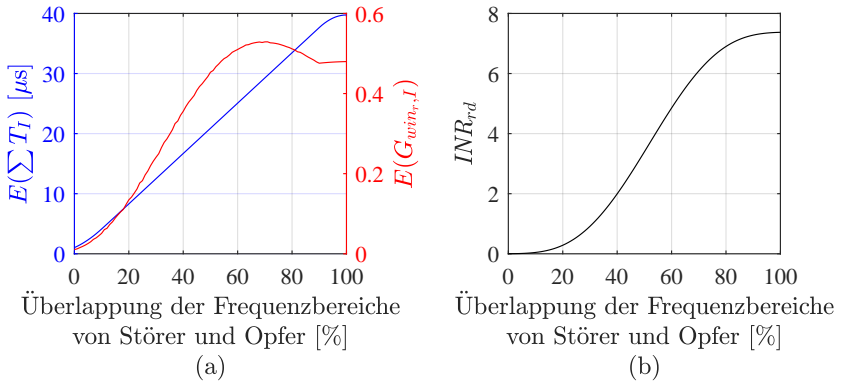 40
30
20
10
0
E(∑ T_I) [μs]
0.6
0.4
0.2
0
E(G_{win_r,I})
0 20 40 60 80 100
Überlappung der Frequenzbereiche
von Störer und Opfer [%]
(a)
8
6
4
2
0
INR_{rd}
0 20 40 60 80 100
Überlappung der Frequenzbereiche
von Störer und Opfer [%]
(b)